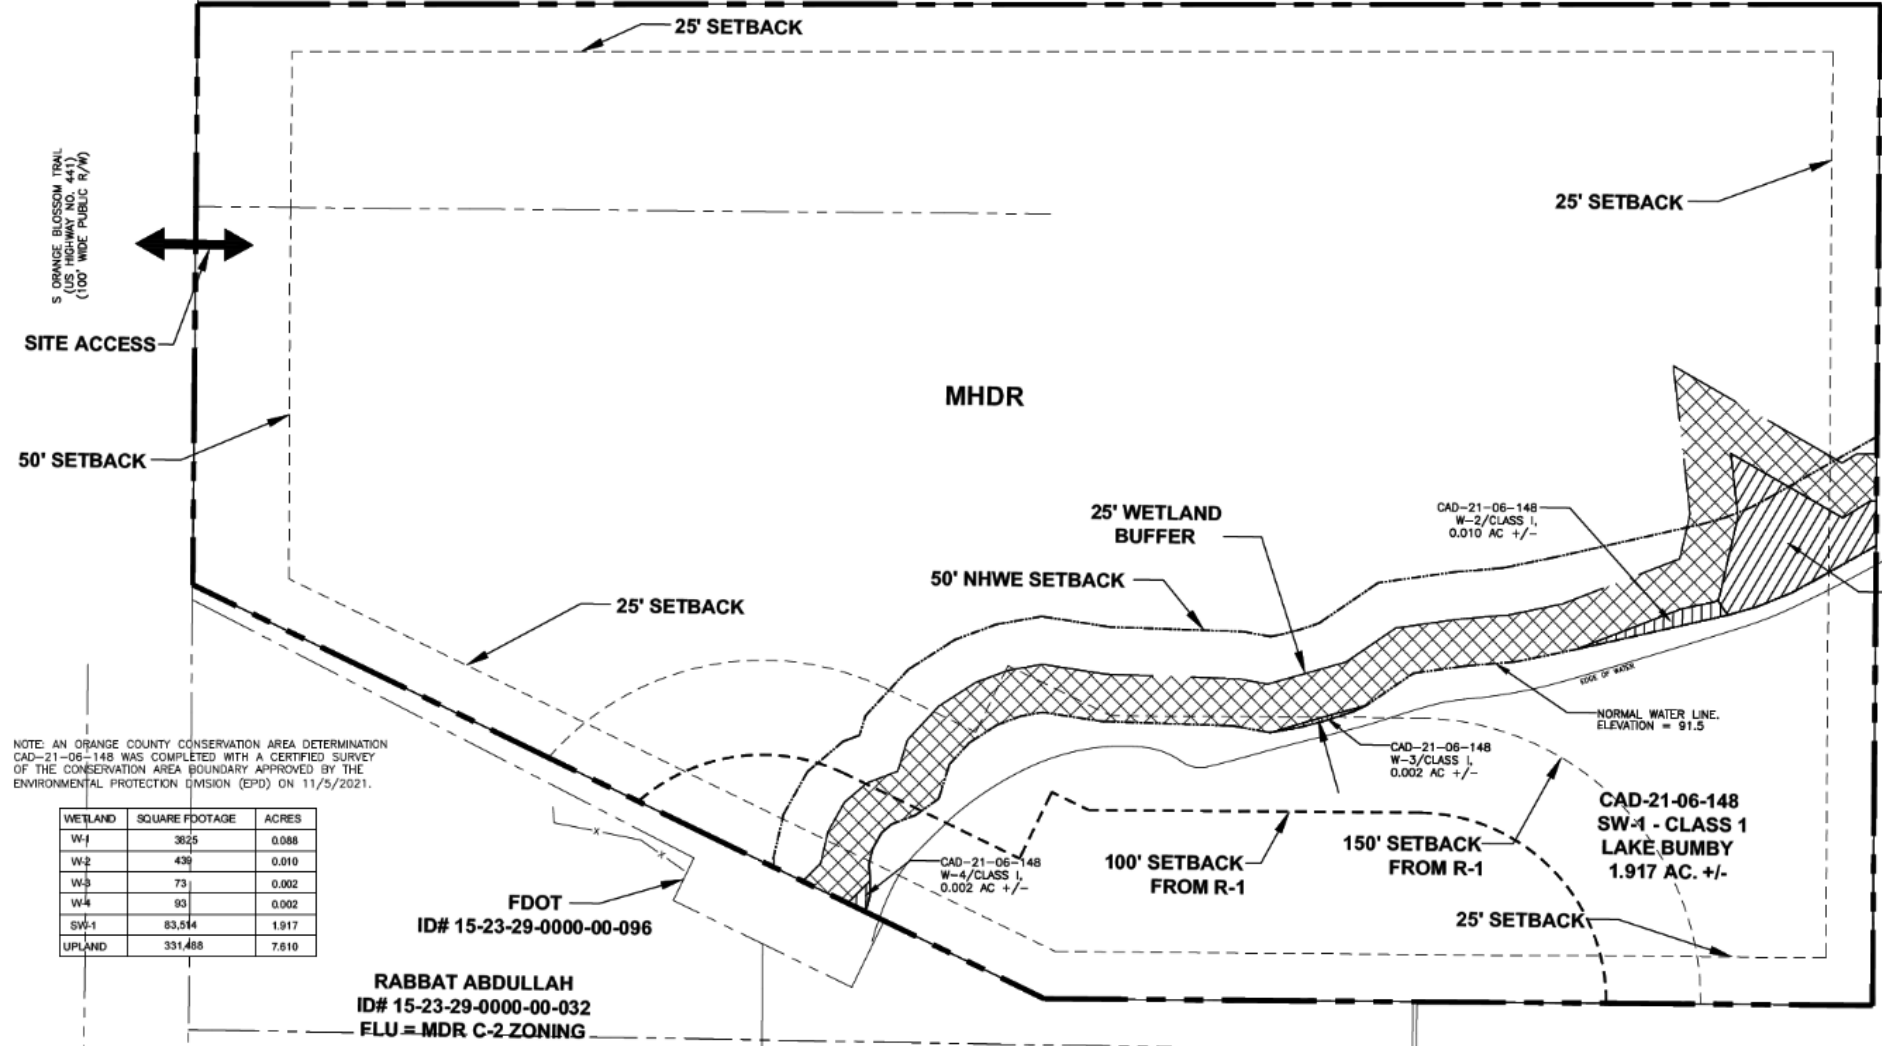 25' SETBACK
S ORANGE BLOSSOM TRAIL
(US HIGHWAY NO. 441)
(100' WIDE PUBLIC R/W)
25' SETBACK
SITE ACCESS
MHDR
50' SETBACK
25' WETLAND
BUFFER
CAD-21-06-148
W-2/CLASS I,
0.010 AC +/-
50' NHWE SETBACK
25' SETBACK
EDGE OF WATER
NORMAL WATER LINE.
ELEVATION = 91.5
NOTE: AN ORANGE COUNTY CONSERVATION AREA DETERMINATION
CAD-21-06-148 WAS COMPLETED WITH A CERTIFIED SURVEY
OF THE CONSERVATION AREA BOUNDARY APPROVED BY THE
ENVIRONMENTAL PROTECTION DIVISION (EPD) ON 11/5/2021.
CAD-21-06-148
W-3/CLASS I,
0.002 AC +/-
CAD-21-06-148
SW-1 - CLASS 1
LAKE BUMBY
1.917 AC. +/-
WETLAND SQUARE FOOTAGE ACRES
W-1 3825 0.088
W-2 439 0.010
W-3 73 0.002
W-4 93 0.002
SW-1 83,514 1.917
UPLAND 331,488 7.610
x
x
CAD-21-06-148
W-4/CLASS I,
0.002 AC +/-
100' SETBACK
FROM R-1
150' SETBACK
FROM R-1
FDOT
ID# 15-23-29-0000-00-096
25' SETBACK
RABBAT ABDULLAH
ID# 15-23-29-0000-00-032
FLU = MDR C-2 ZONING